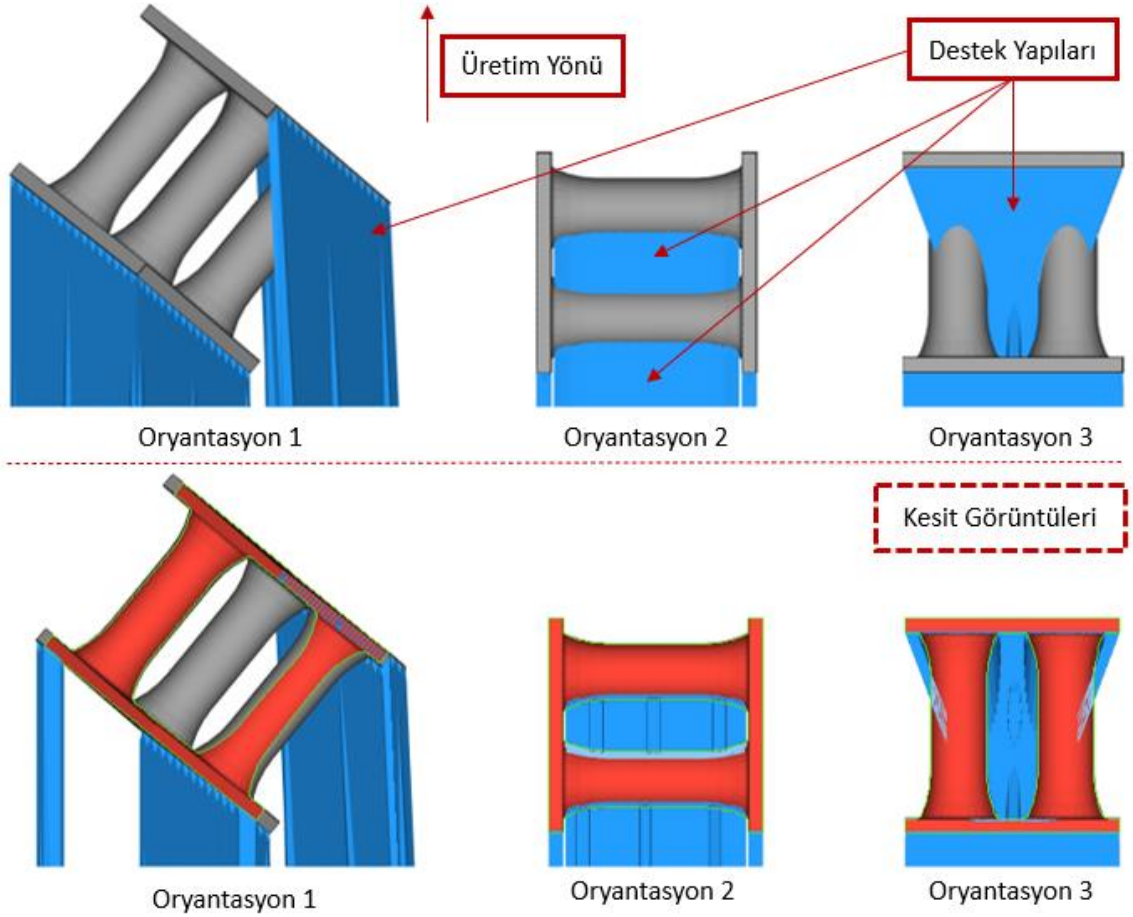 Üretim Yönü
Destek Yapıları
Oryantasyon 1
Oryantasyon 2
Oryantasyon 3
Kesit Görüntüleri
Oryantasyon 1
Oryantasyon 2
Oryantasyon 3